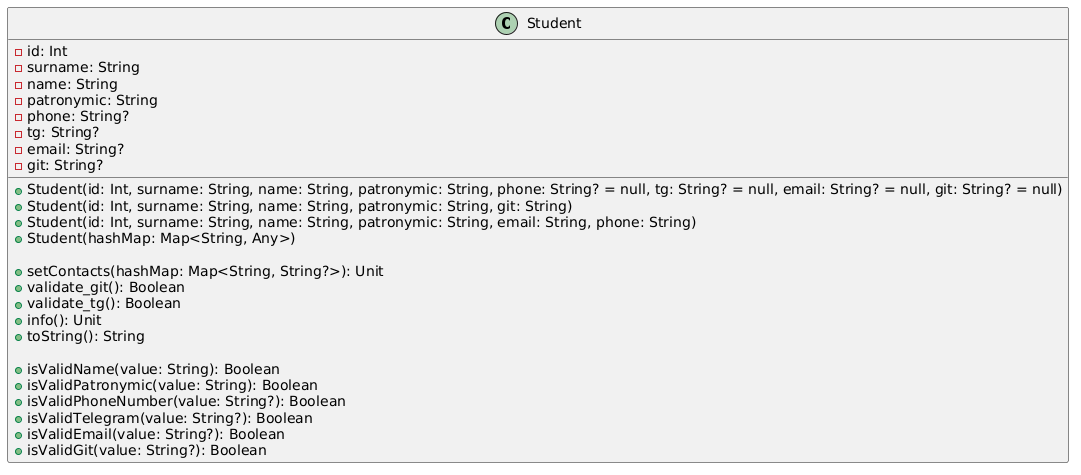 C Student
id: Int
surname: String
name: String
patronymic: String
phone: String?
tg: String?
email: String?
git: String?
Student(id: Int, surname: String, name: String, patronymic: String, phone: String? = null, tg: String? = null, email: String? = null, git: String? = null)
Student(id: Int, surname: String, name: String, patronymic: String, git: String)
Student(id: Int, surname: String, name: String, patronymic: String, email: String, phone: String)
Student(hashMap: Map<String, Any>)
setContacts(hashMap: Map<String, String?>): Unit
validate_git(): Boolean
validate_tg(): Boolean
info(): Unit
toString(): String
isValidName(value: String): Boolean
isValidPatronymic(value: String): Boolean
isValidPhoneNumber(value: String?): Boolean
isValidTelegram(value: String?): Boolean
isValidEmail(value: String?): Boolean
isValidGit(value: String?): Boolean